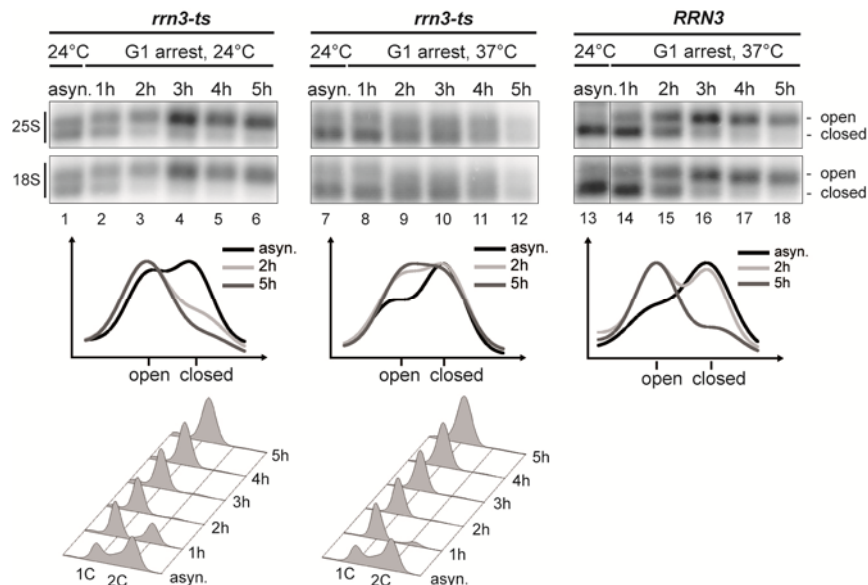 rrn3-ts rrn3-ts RRN3
24°C G1 arrest, 24°C 24°C G1 arrest, 37°C 24°C G1 arrest, 37°C
asyn. 1h 2h 3h 4h 5h asyn. 1h 2h 3h 4h 5h asyn. 1h 2h 3h 4h 5h
25S - open
- closed
18S - open
- closed
1 2 3 4 5 6 7 8 9 10 11 12 13 14 15 16 17 18
asyn. asyn. asyn.
2h 2h 2h
5h 5h 5h
open closed open closed open closed
5h 5h
4h 4h
3h 3h
2h 2h
1h 1h
1C 2C asyn. 1C 2C asyn.